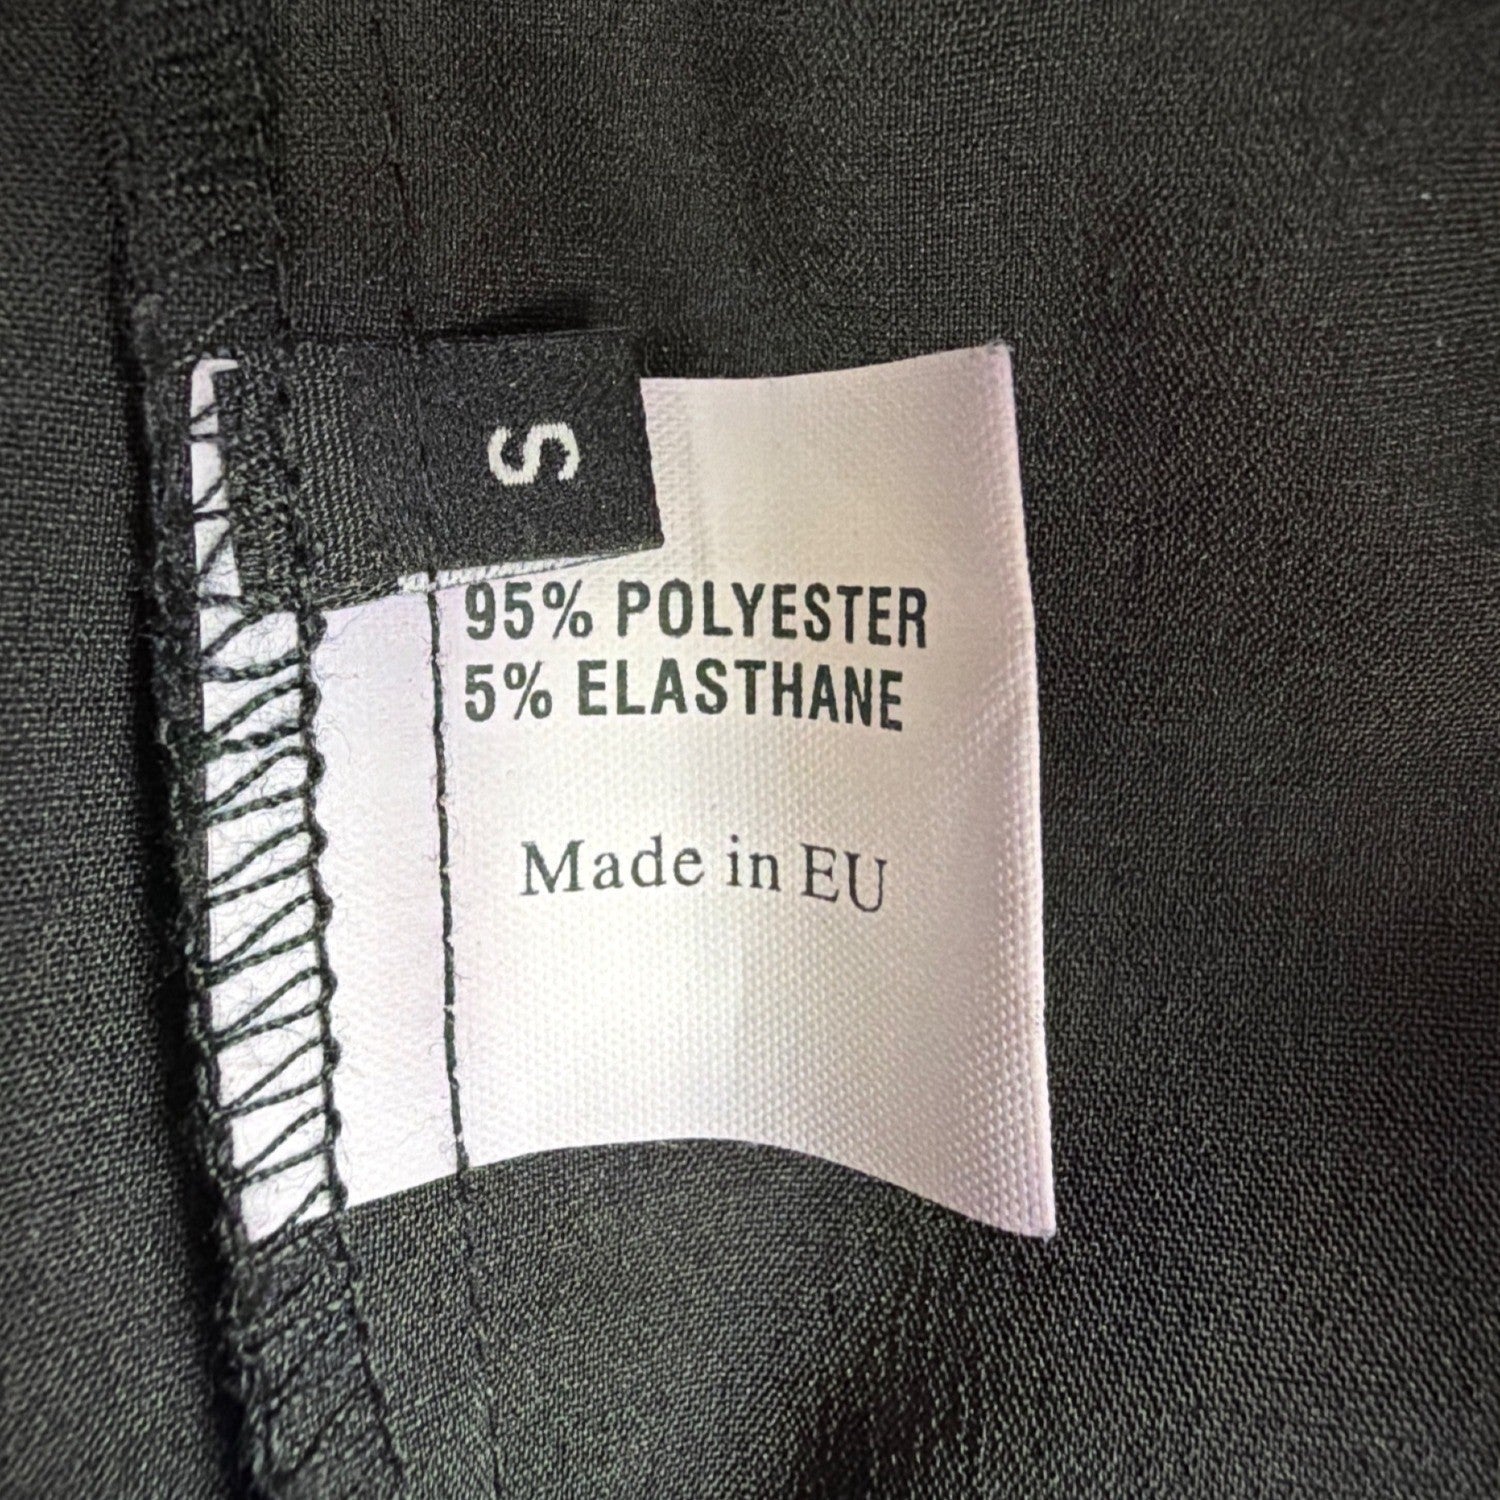 S
95% POLYESTER
5% ELASTHANE
Made in EU